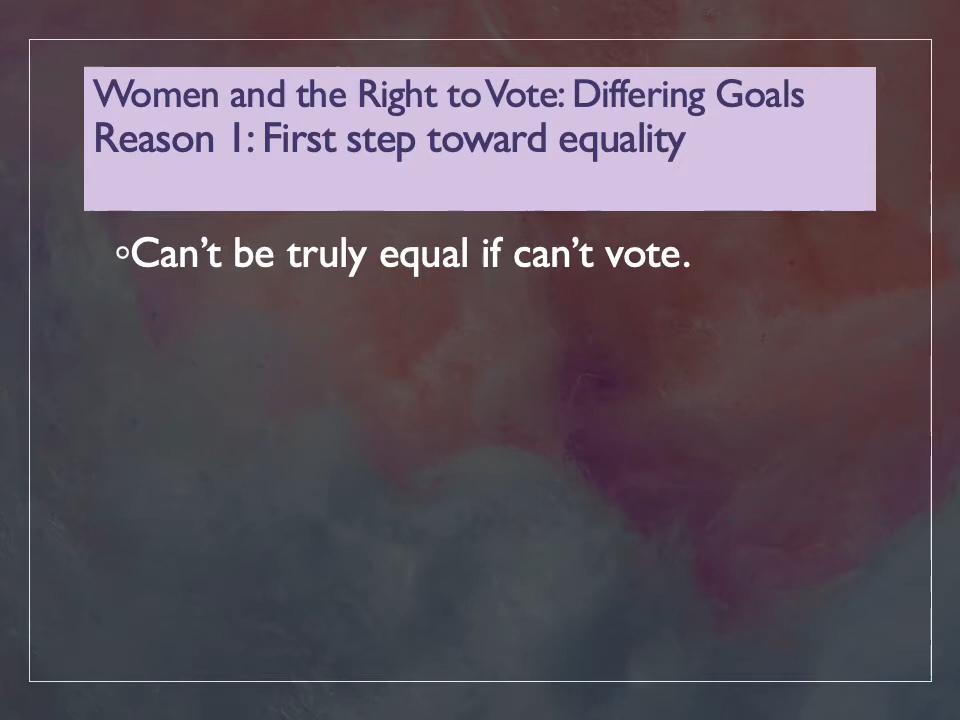 Women and the Right to Vote: Differing Goals
Reason 1: First step toward equality
◦Can’t be truly equal if can’t vote.